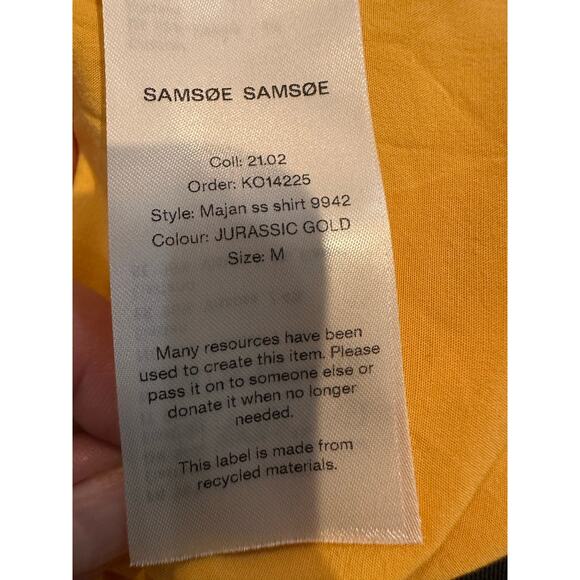 SAMSØE SAMSØE
Coll: 21.02
Order: KO14225
Style: Majan ss shirt 9942
Colour: JURASSIC GOLD
Size: M
Many resources have been
used to create this item. Please
pass it on to someone else or
donate it when no longer
needed.
This label is made from
recycled materials.